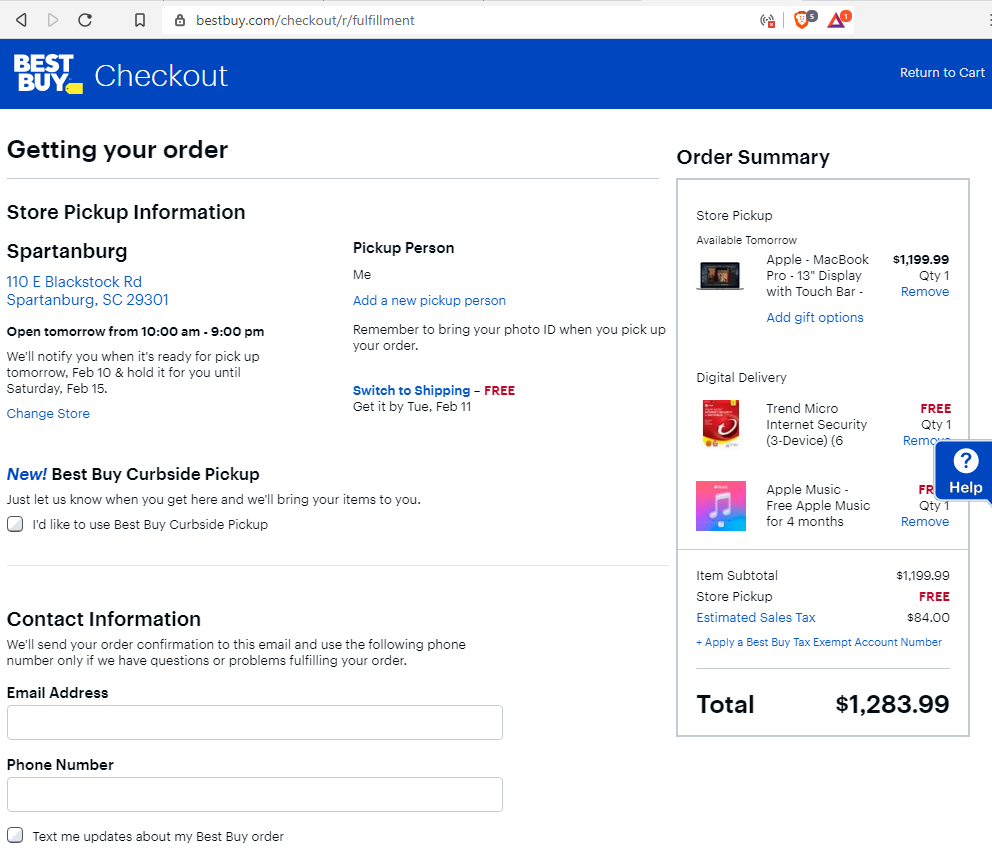 bestbuy.com/checkout/r/fulfillment
5
1
BEST
BUY
Checkout
Return to Cart
Getting your order
Store Pickup Information
Spartanburg
110 E Blackstock Rd
Spartanburg, SC 29301
Open tomorrow from 10:00 am - 9:00 pm
We'll notify you when it's ready for pick up
tomorrow, Feb 10 & hold it for you until
Saturday, Feb 15.
Change Store
Pickup Person
Me
Add a new pickup person
Remember to bring your photo ID when you pick up
your order.
Switch to Shipping – FREE
Get it by Tue, Feb 11
New! Best Buy Curbside Pickup
Just let us know when you get here and we'll bring your items to you.
I'd like to use Best Buy Curbside Pickup
Contact Information
We'll send your order confirmation to this email and use the following phone
number only if we have questions or problems fulfilling your order.
Email Address
Phone Number
Text me updates about my Best Buy order
Order Summary
Store Pickup
Available Tomorrow
Apple - MacBook $1,199.99
Pro - 13" Display Qty 1
with Touch Bar - Remove
Add gift options
Digital Delivery
Trend Micro FREE
Internet Security Qty 1
(3-Device) (6 Remove
Apple Music - FR
Free Apple Music Qty 1
for 4 months Remove
?
Help
Item Subtotal $1,199.99
Store Pickup FREE
Estimated Sales Tax $84.00
+ Apply a Best Buy Tax Exempt Account Number
Total $1,283.99